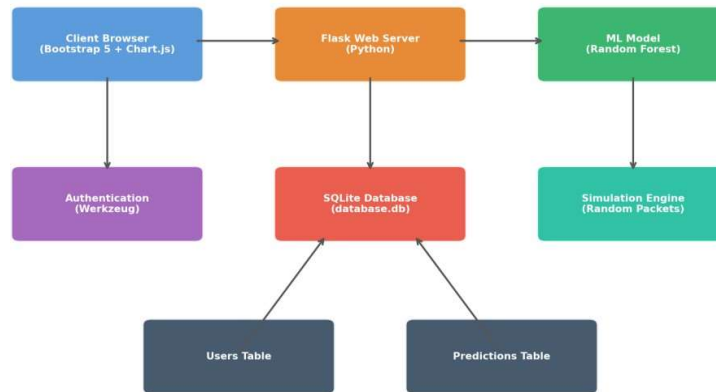 Client Browser
(Bootstrap 5 + Chart.js)
Flask Web Server
(Python)
ML Model
(Random Forest)
Authentication
(Werkzeug)
SQLite Database
(database.db)
Simulation Engine
(Random Packets)
Users Table
Predictions Table